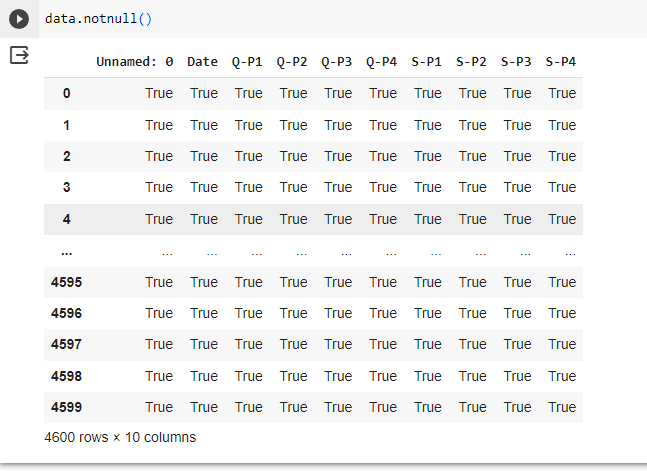 data.notnull()
Unnamed: 0 Date Q-P1 Q-P2 Q-P3 Q-P4 S-P1 S-P2 S-P3 S-P4
0 True True True True True True True True True True
1 True True True True True True True True True True
2 True True True True True True True True True True
3 True True True True True True True True True True
4 True True True True True True True True True True
... ... ... ... ... ... ... ... ... ... ...
4595 True True True True True True True True True True
4596 True True True True True True True True True True
4597 True True True True True True True True True True
4598 True True True True True True True True True True
4599 True True True True True True True True True True
4600 rows × 10 columns